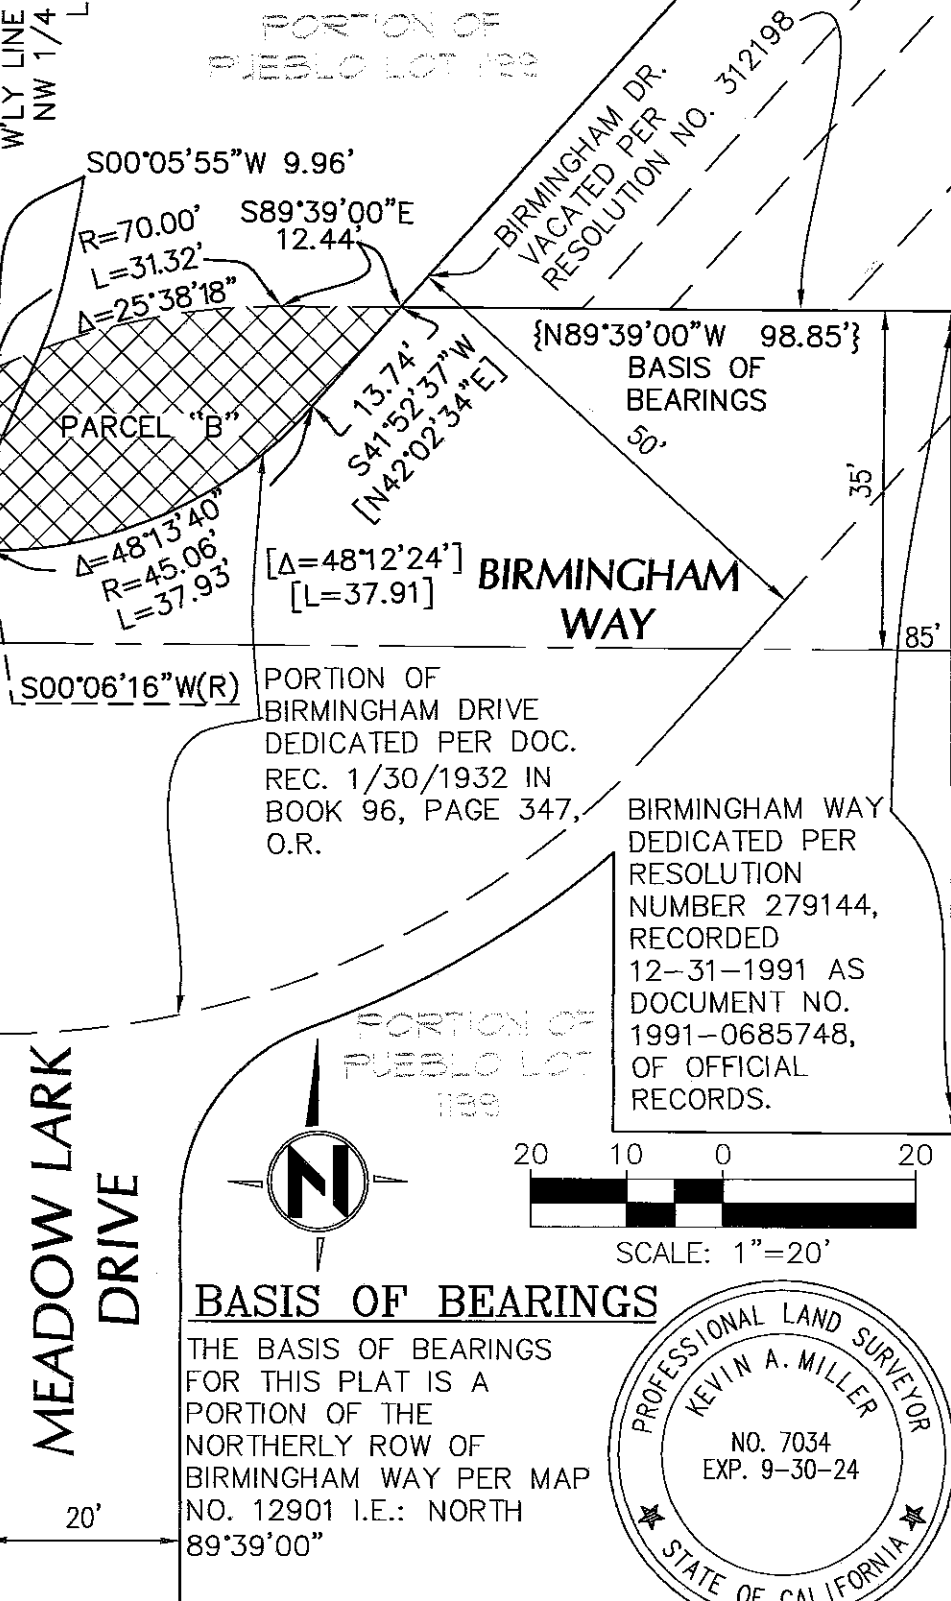 W'LY LINE
NW 1/4
L
PORTION OF
PUEBLO LOT 1199
BIRMINGHAM DR.
VACATED PER
RESOLUTION NO. 312198
S00°05'55"W 9.96'
R=70.00'
L=31.32'
Δ=25°38'18"
S89°39'00"E
12.44'
{N89°39'00"W 98.85'}
BASIS OF
BEARINGS
13.74'
S41°52'37"W
[N42°02'34"E]
50'
35'
PARCEL "B"
Δ=48°13'40"
R=45.06'
L=37.93'
[Δ=48°12'24']
[L=37.91]
BIRMINGHAM
WAY
85'
S00°06'16"W(R)
PORTION OF
BIRMINGHAM DRIVE
DEDICATED PER DOC.
REC. 1/30/1932 IN
BOOK 96, PAGE 347,
O.R.
BIRMINGHAM WAY
DEDICATED PER
RESOLUTION
NUMBER 279144,
RECORDED
12-31-1991 AS
DOCUMENT NO.
1991-0685748,
OF OFFICIAL
RECORDS.
PORTION OF
PUEBLO LOT
1199
MEADOW LARK
DRIVE
N
20 10 0 20
SCALE: 1"=20'
BASIS OF BEARINGS
THE BASIS OF BEARINGS
FOR THIS PLAT IS A
PORTION OF THE
NORTHERLY ROW OF
BIRMINGHAM WAY PER MAP
NO. 12901 I.E.: NORTH
89°39'00"
20'
PROFESSIONAL LAND SURVEYOR
KEVIN A. MILLER
NO. 7034
EXP. 9-30-24
STATE OF CALIFORNIA